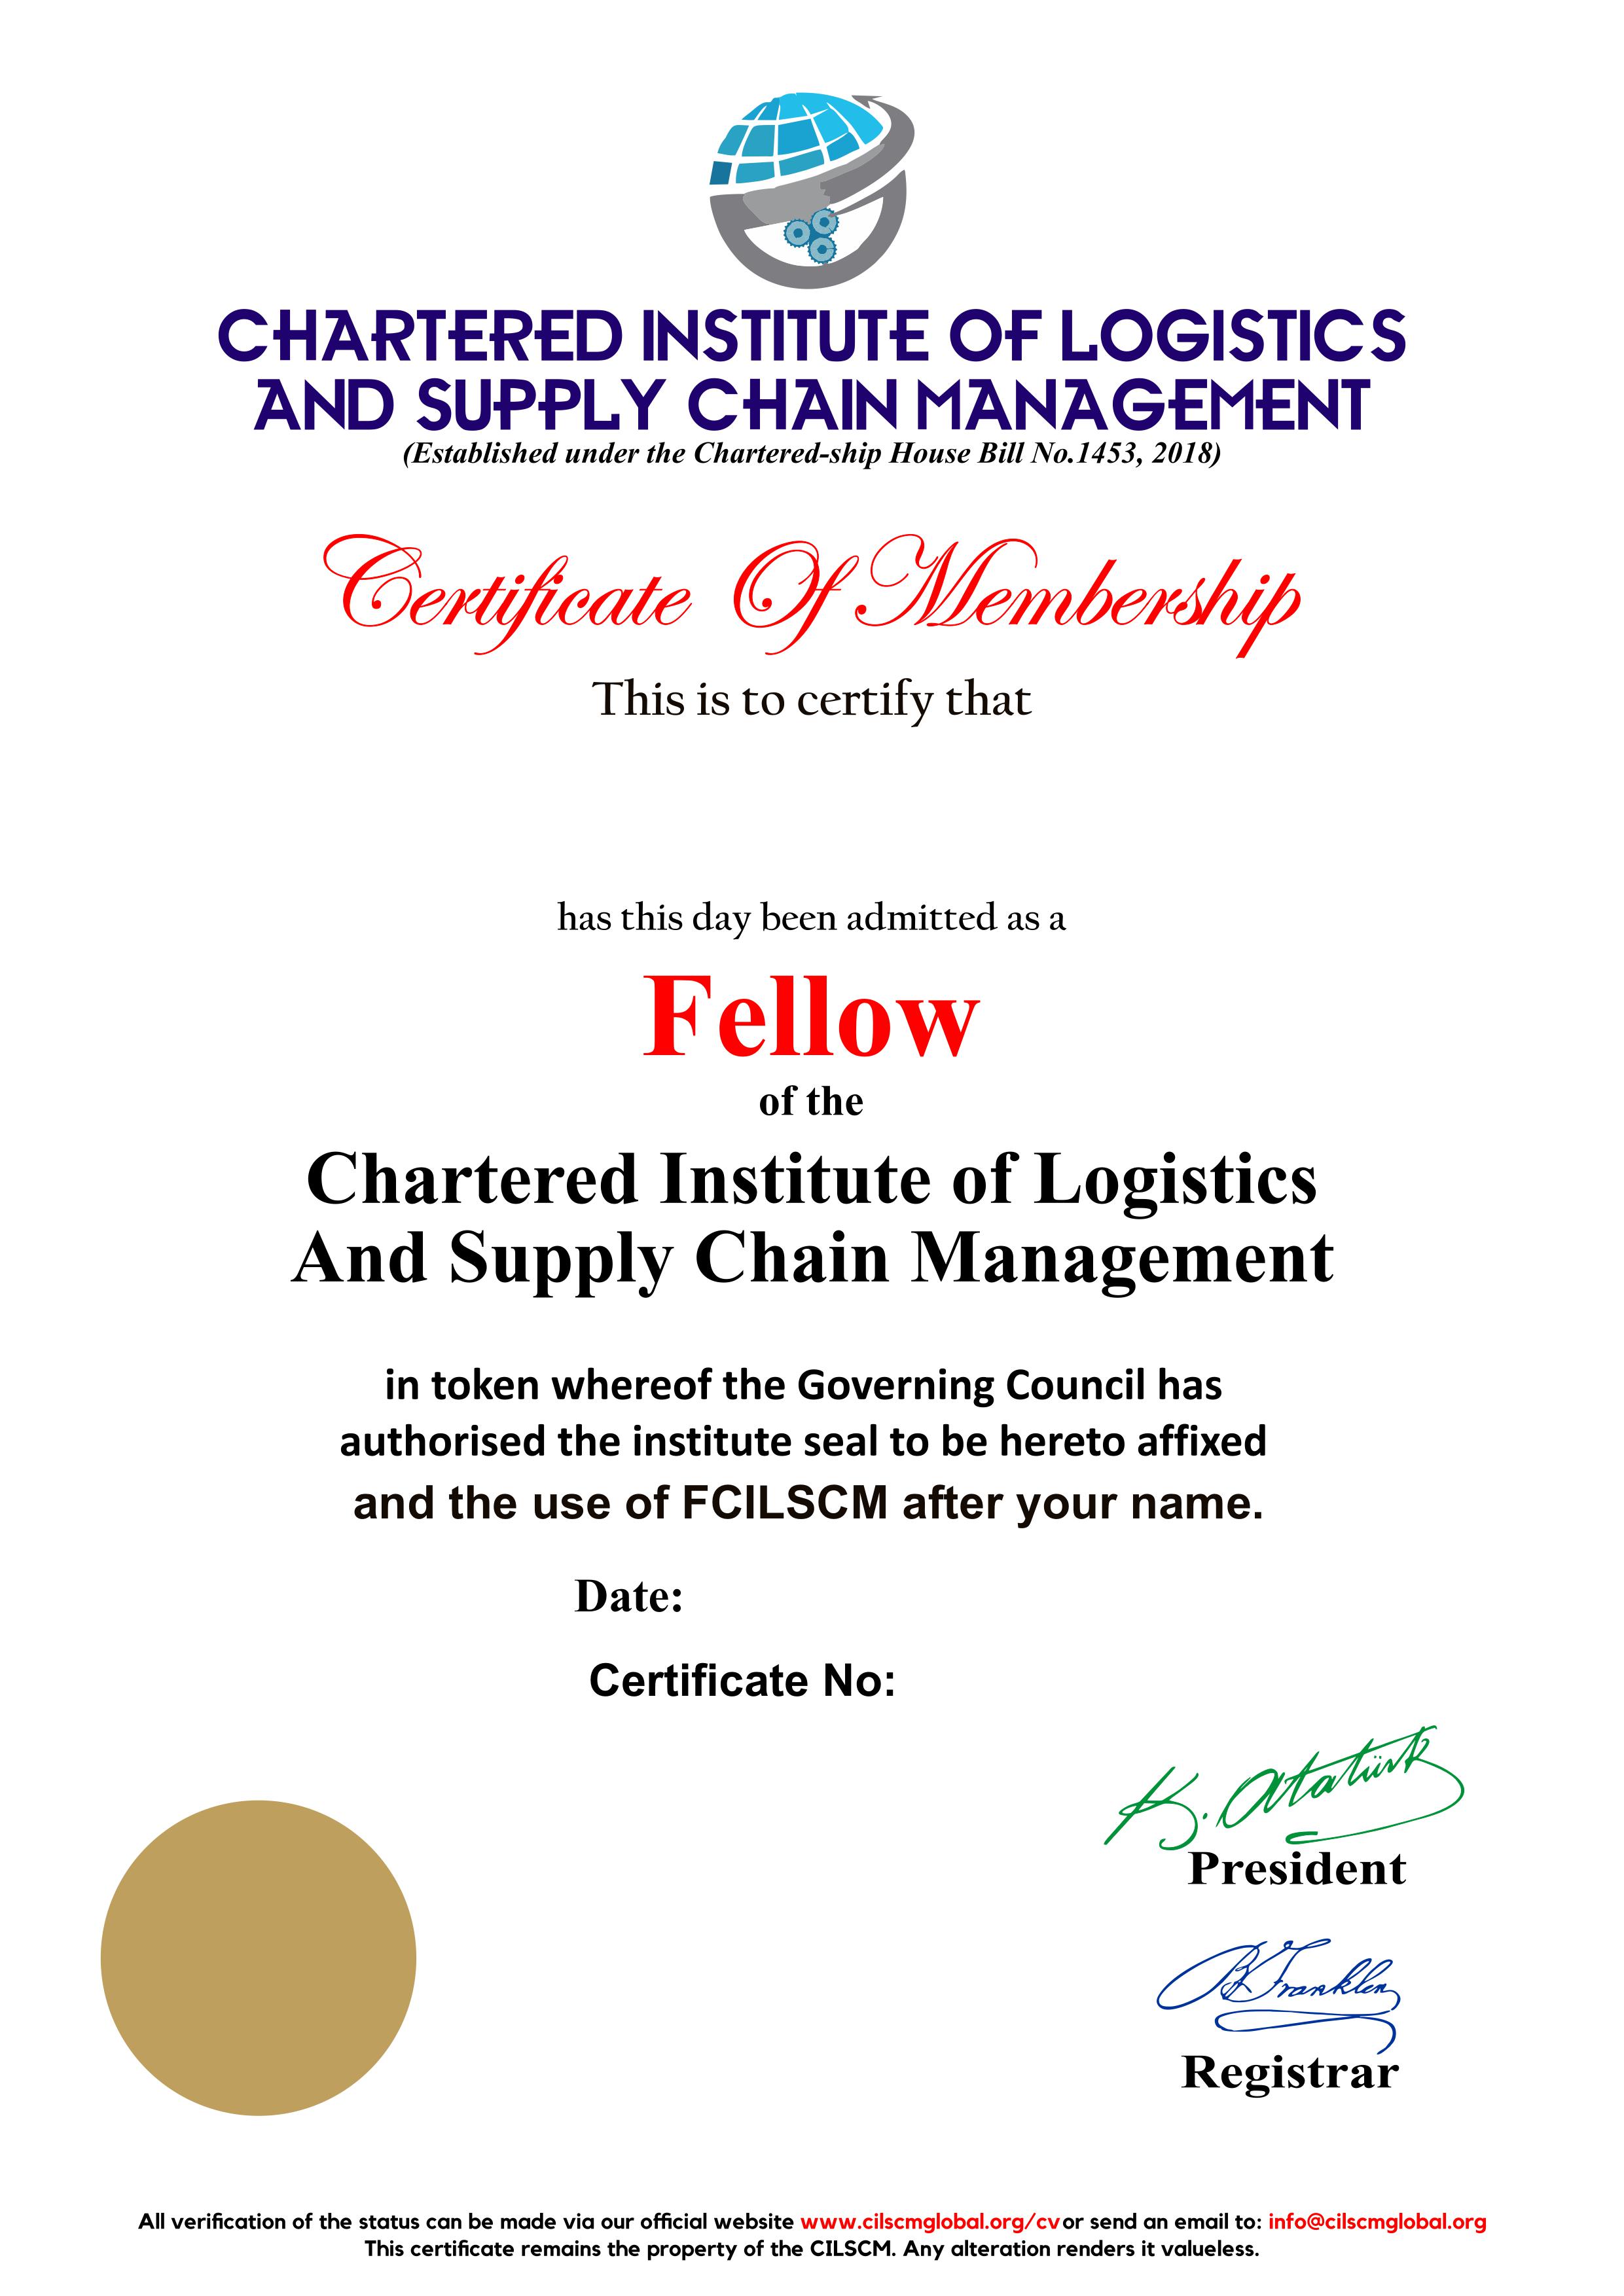 CHARTERED INSTITUTE OF LOGISTICS
AND SUPPLY CHAIN MANAGEMENT
(Established under the Chartered-ship House Bill No.1453, 2018)
Certificate Of Membership
This is to certify that
has this day been admitted as a
Fellow
of the
Chartered Institute of Logistics
And Supply Chain Management
in token whereof the Governing Council has
authorised the institute seal to be hereto affixed
and the use of FCILSCM after your name.
Date:
Certificate No:
K. Atatürk
President
B Franklin
Registrar
All verification of the status can be made via our official website www.cilscmglobal.org/cv or send an email to: info@cilscmglobal.org
This certificate remains the property of the CILSCM. Any alteration renders it valueless.